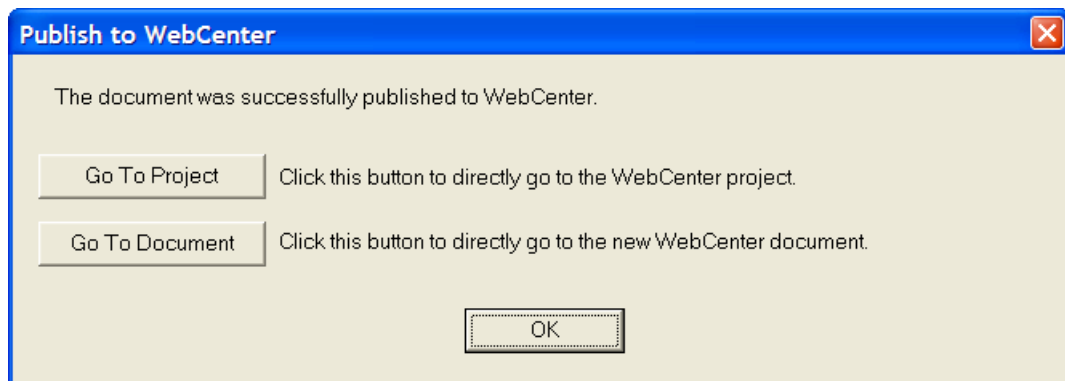 Publish to WebCenter
The document was successfully published to WebCenter.
Go To Project Click this button to directly go to the WebCenter project.
Go To Document Click this button to directly go to the new WebCenter document.
OK